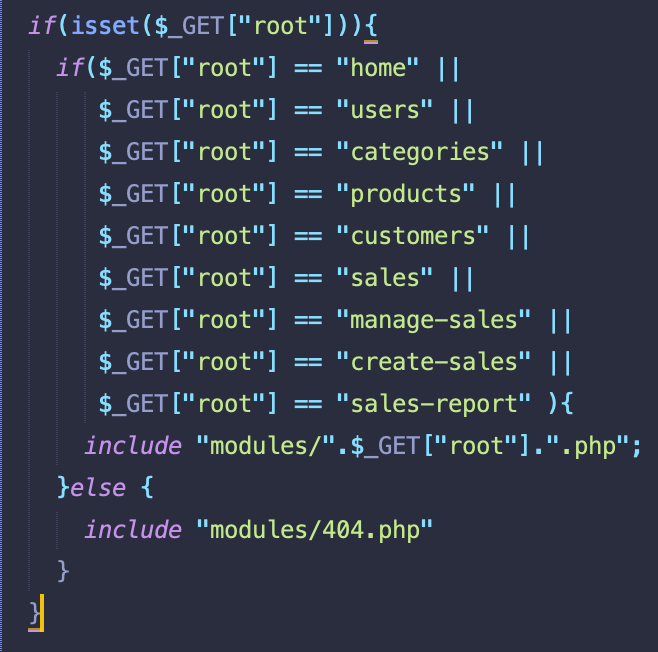 if(isset($_GET["root"])){
if($_GET["root"] == "home" ||
$_GET["root"] == "users" ||
$_GET["root"] == "categories" ||
$_GET["root"] == "products" ||
$_GET["root"] == "customers" ||
$_GET["root"] == "sales" ||
$_GET["root"] == "manage-sales" ||
$_GET["root"] == "create-sales" ||
$_GET["root"] == "sales-report" ){
include "modules/".$_GET["root"].".php";
}else {
include "modules/404.php"
}
}